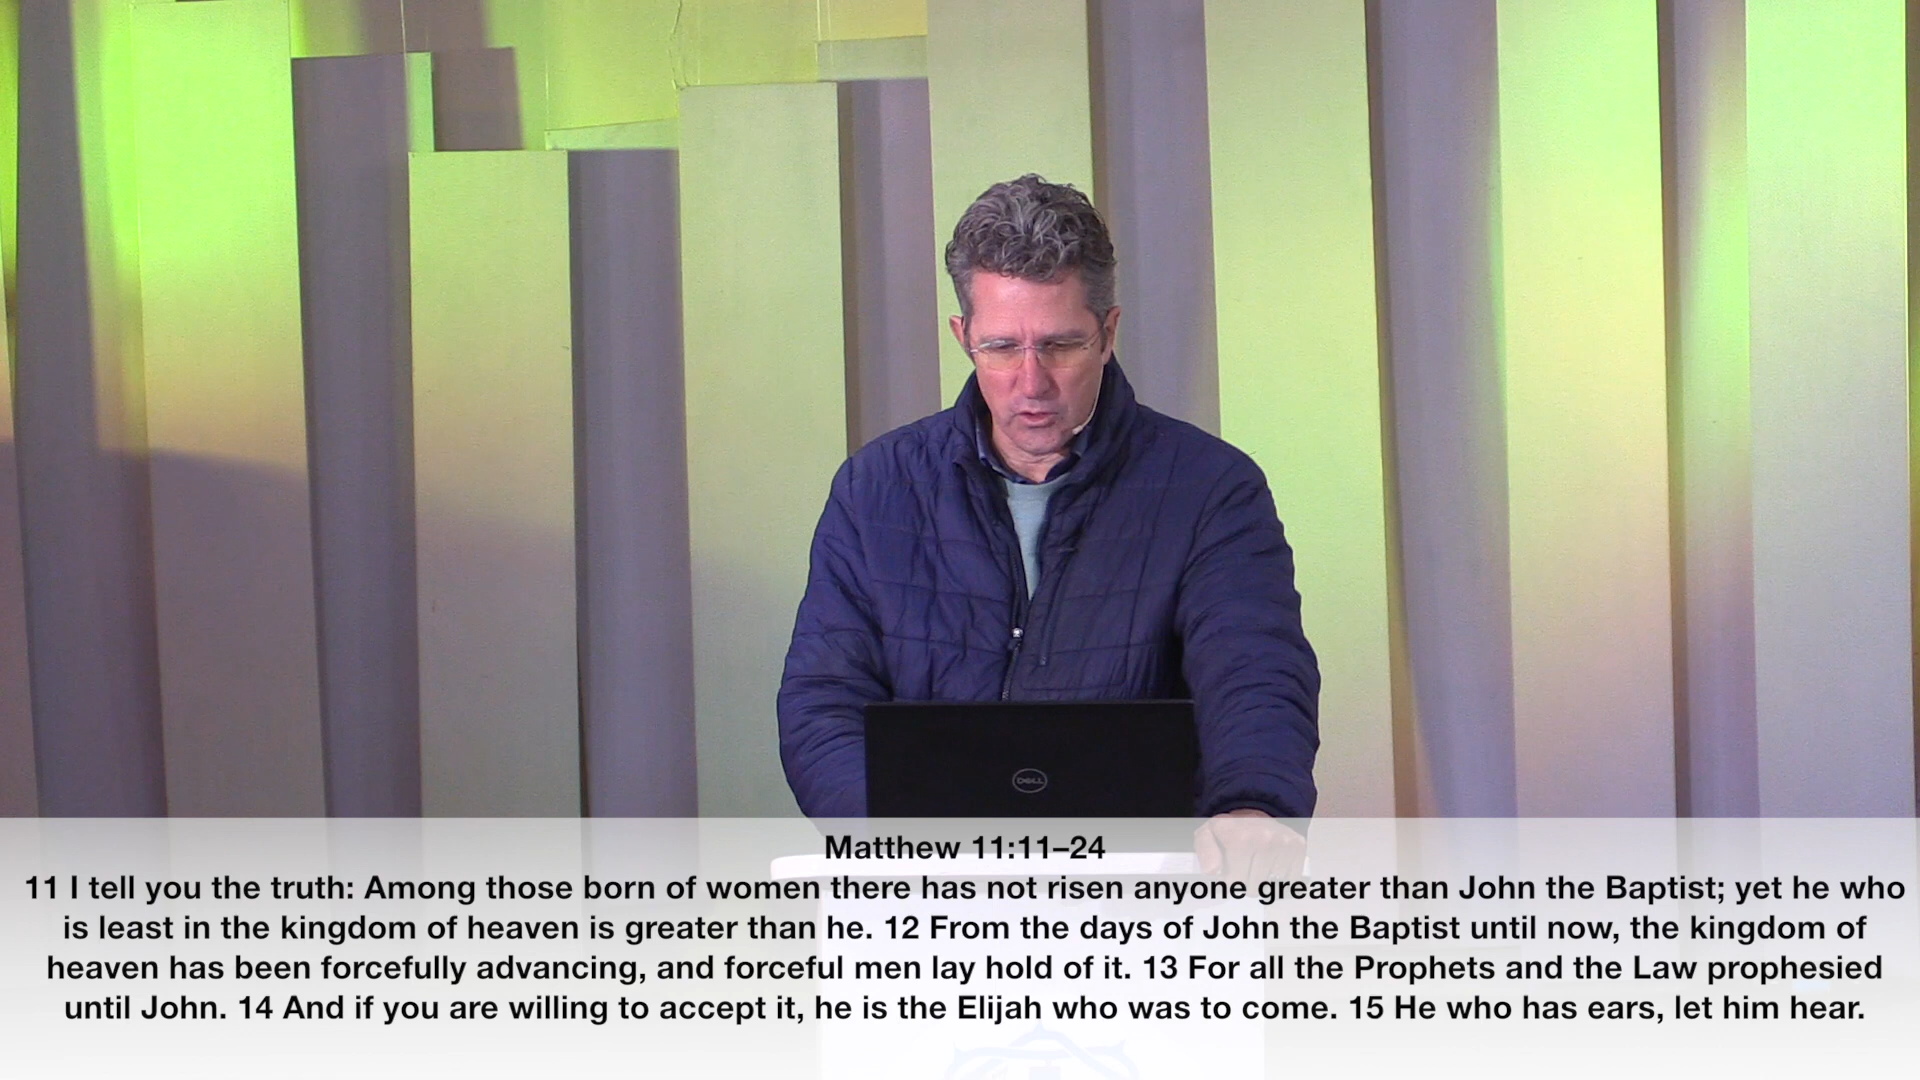 DELL
Matthew 11:11–24
11 I tell you the truth: Among those born of women there has not risen anyone greater than John the Baptist; yet he who
is least in the kingdom of heaven is greater than he. 12 From the days of John the Baptist until now, the kingdom of
heaven has been forcefully advancing, and forceful men lay hold of it. 13 For all the Prophets and the Law prophesied
until John. 14 And if you are willing to accept it, he is the Elijah who was to come. 15 He who has ears, let him hear.